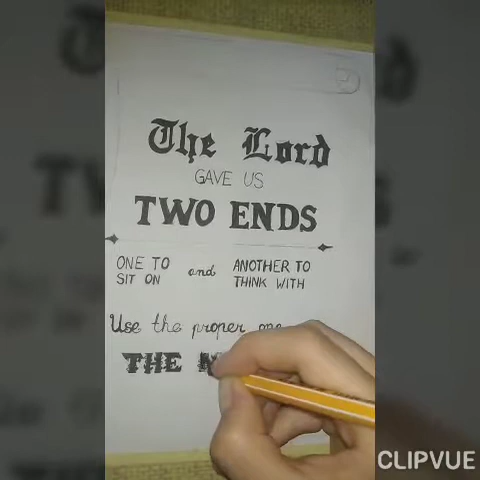 The Lord
GAVE US
TWO ENDS
ONE TO SIT ON and ANOTHER TO THINK WITH
Use the proper one
THE
CLIPVUE